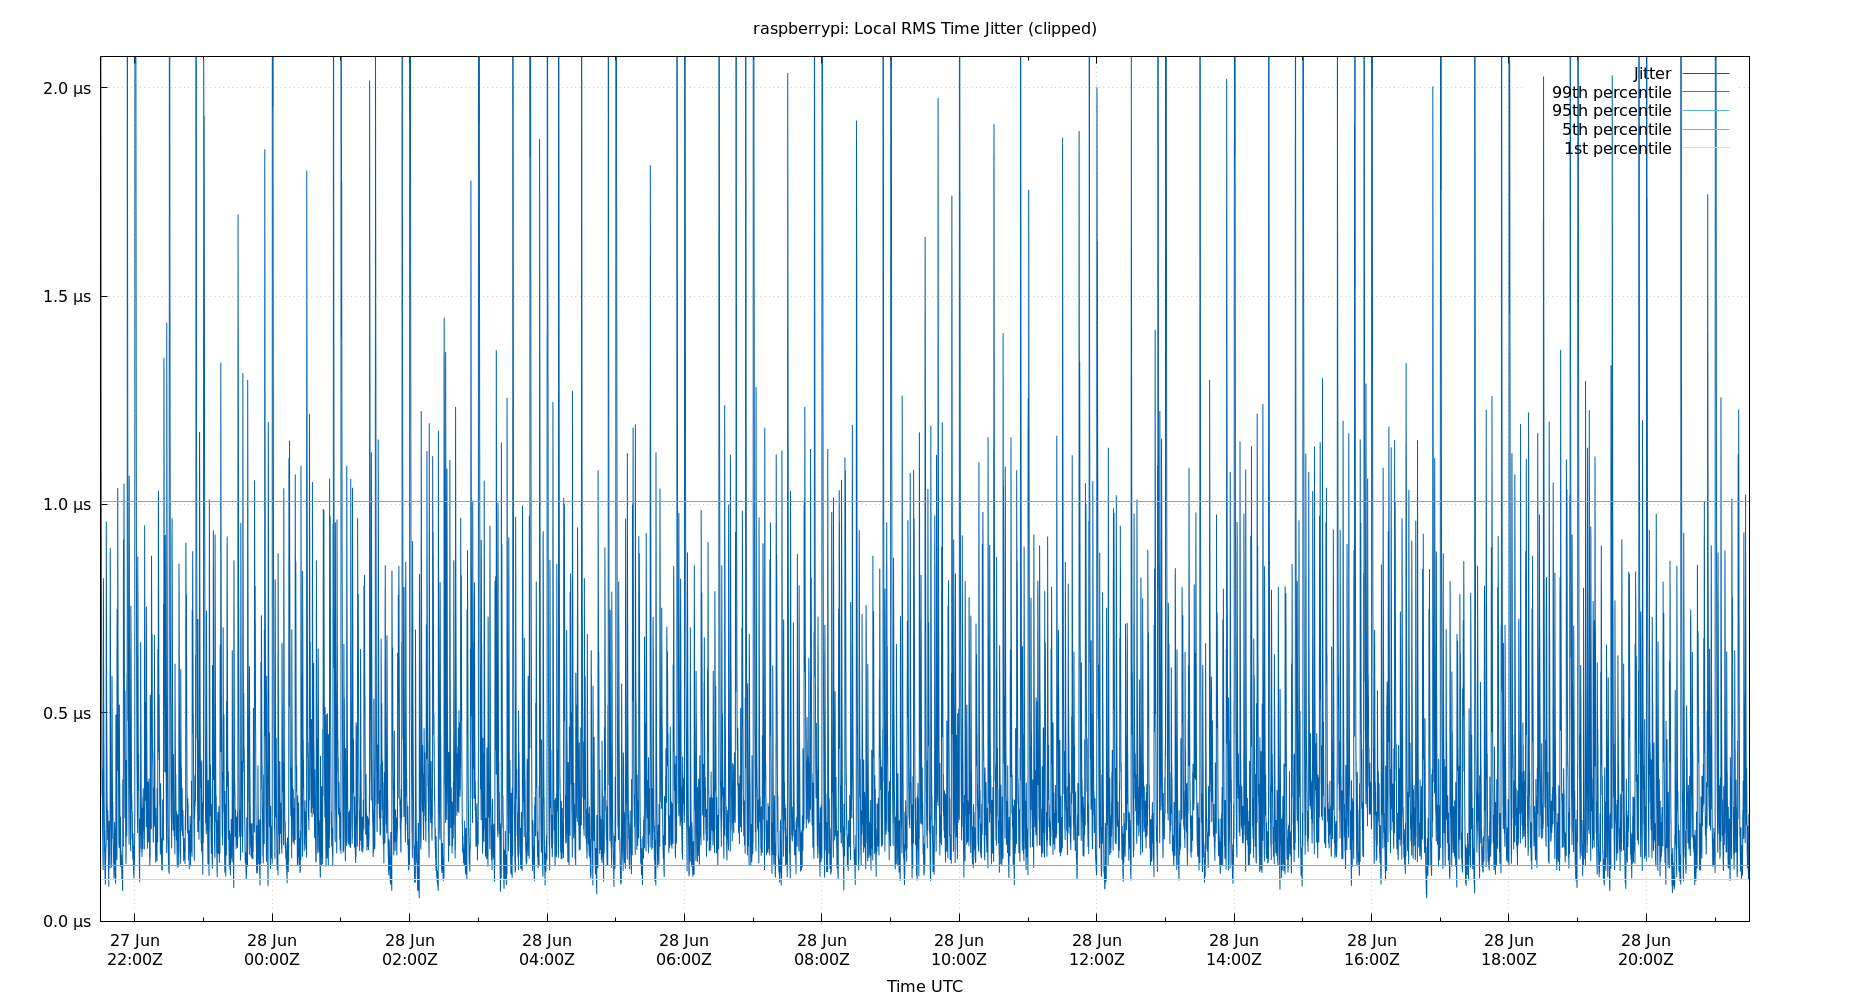 raspberrypi: Local RMS Time Jitter (clipped)
2.0 µs
1.5 µs
1.0 µs
0.5 µs
0.0 µs
Jitter
99th percentile
95th percentile
5th percentile
1st percentile
27 Jun 28 Jun 28 Jun 28 Jun 28 Jun 28 Jun 28 Jun 28 Jun 28 Jun 28 Jun 28 Jun 28 Jun
22:00Z 00:00Z 02:00Z 04:00Z 06:00Z 08:00Z 10:00Z 12:00Z 14:00Z 16:00Z 18:00Z 20:00Z
Time UTC